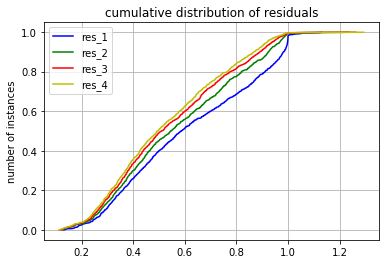 cumulative distribution of residuals
res_1
res_2
res_3
res_4
number of instances
1.0
0.8
0.6
0.4
0.2
0.0
0.2 0.4 0.6 0.8 1.0 1.2